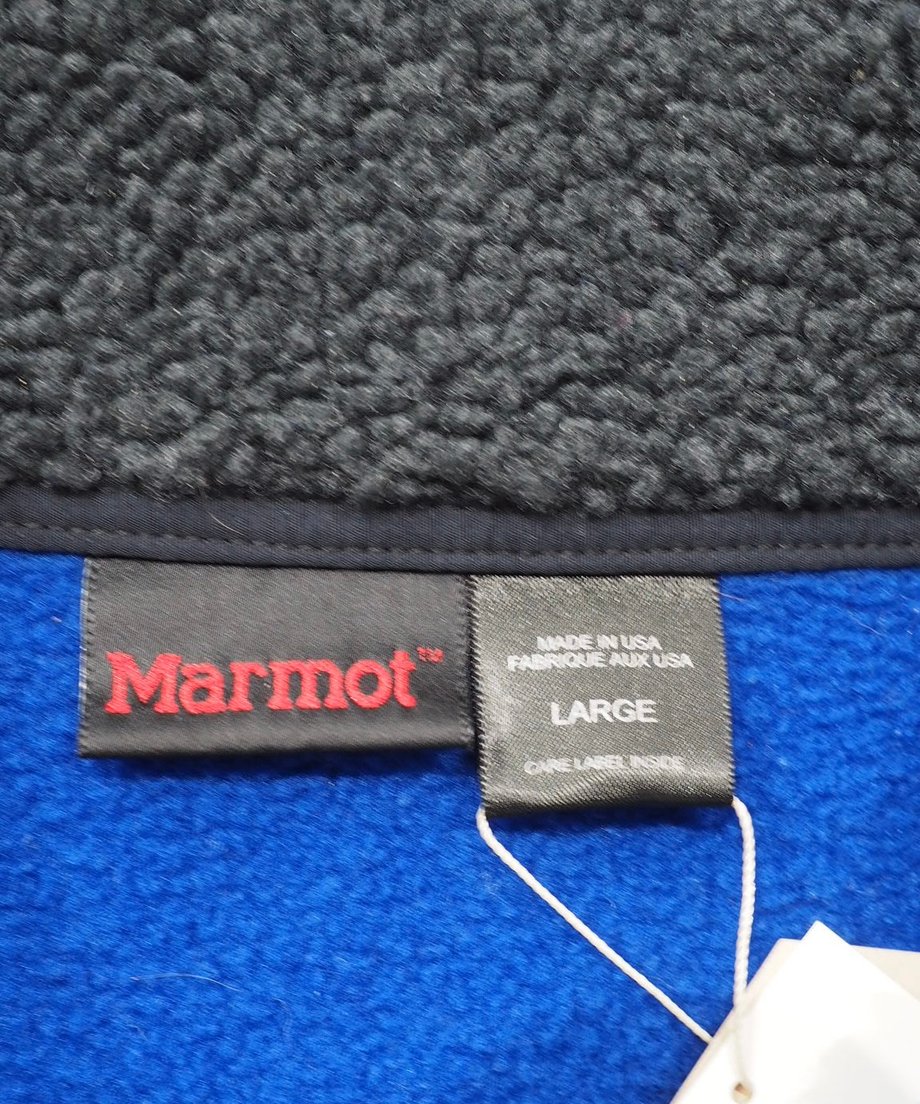 Marmot™
MADE IN USA
FABRIQUE AUX USA
LARGE
CARE LABEL INSIDE